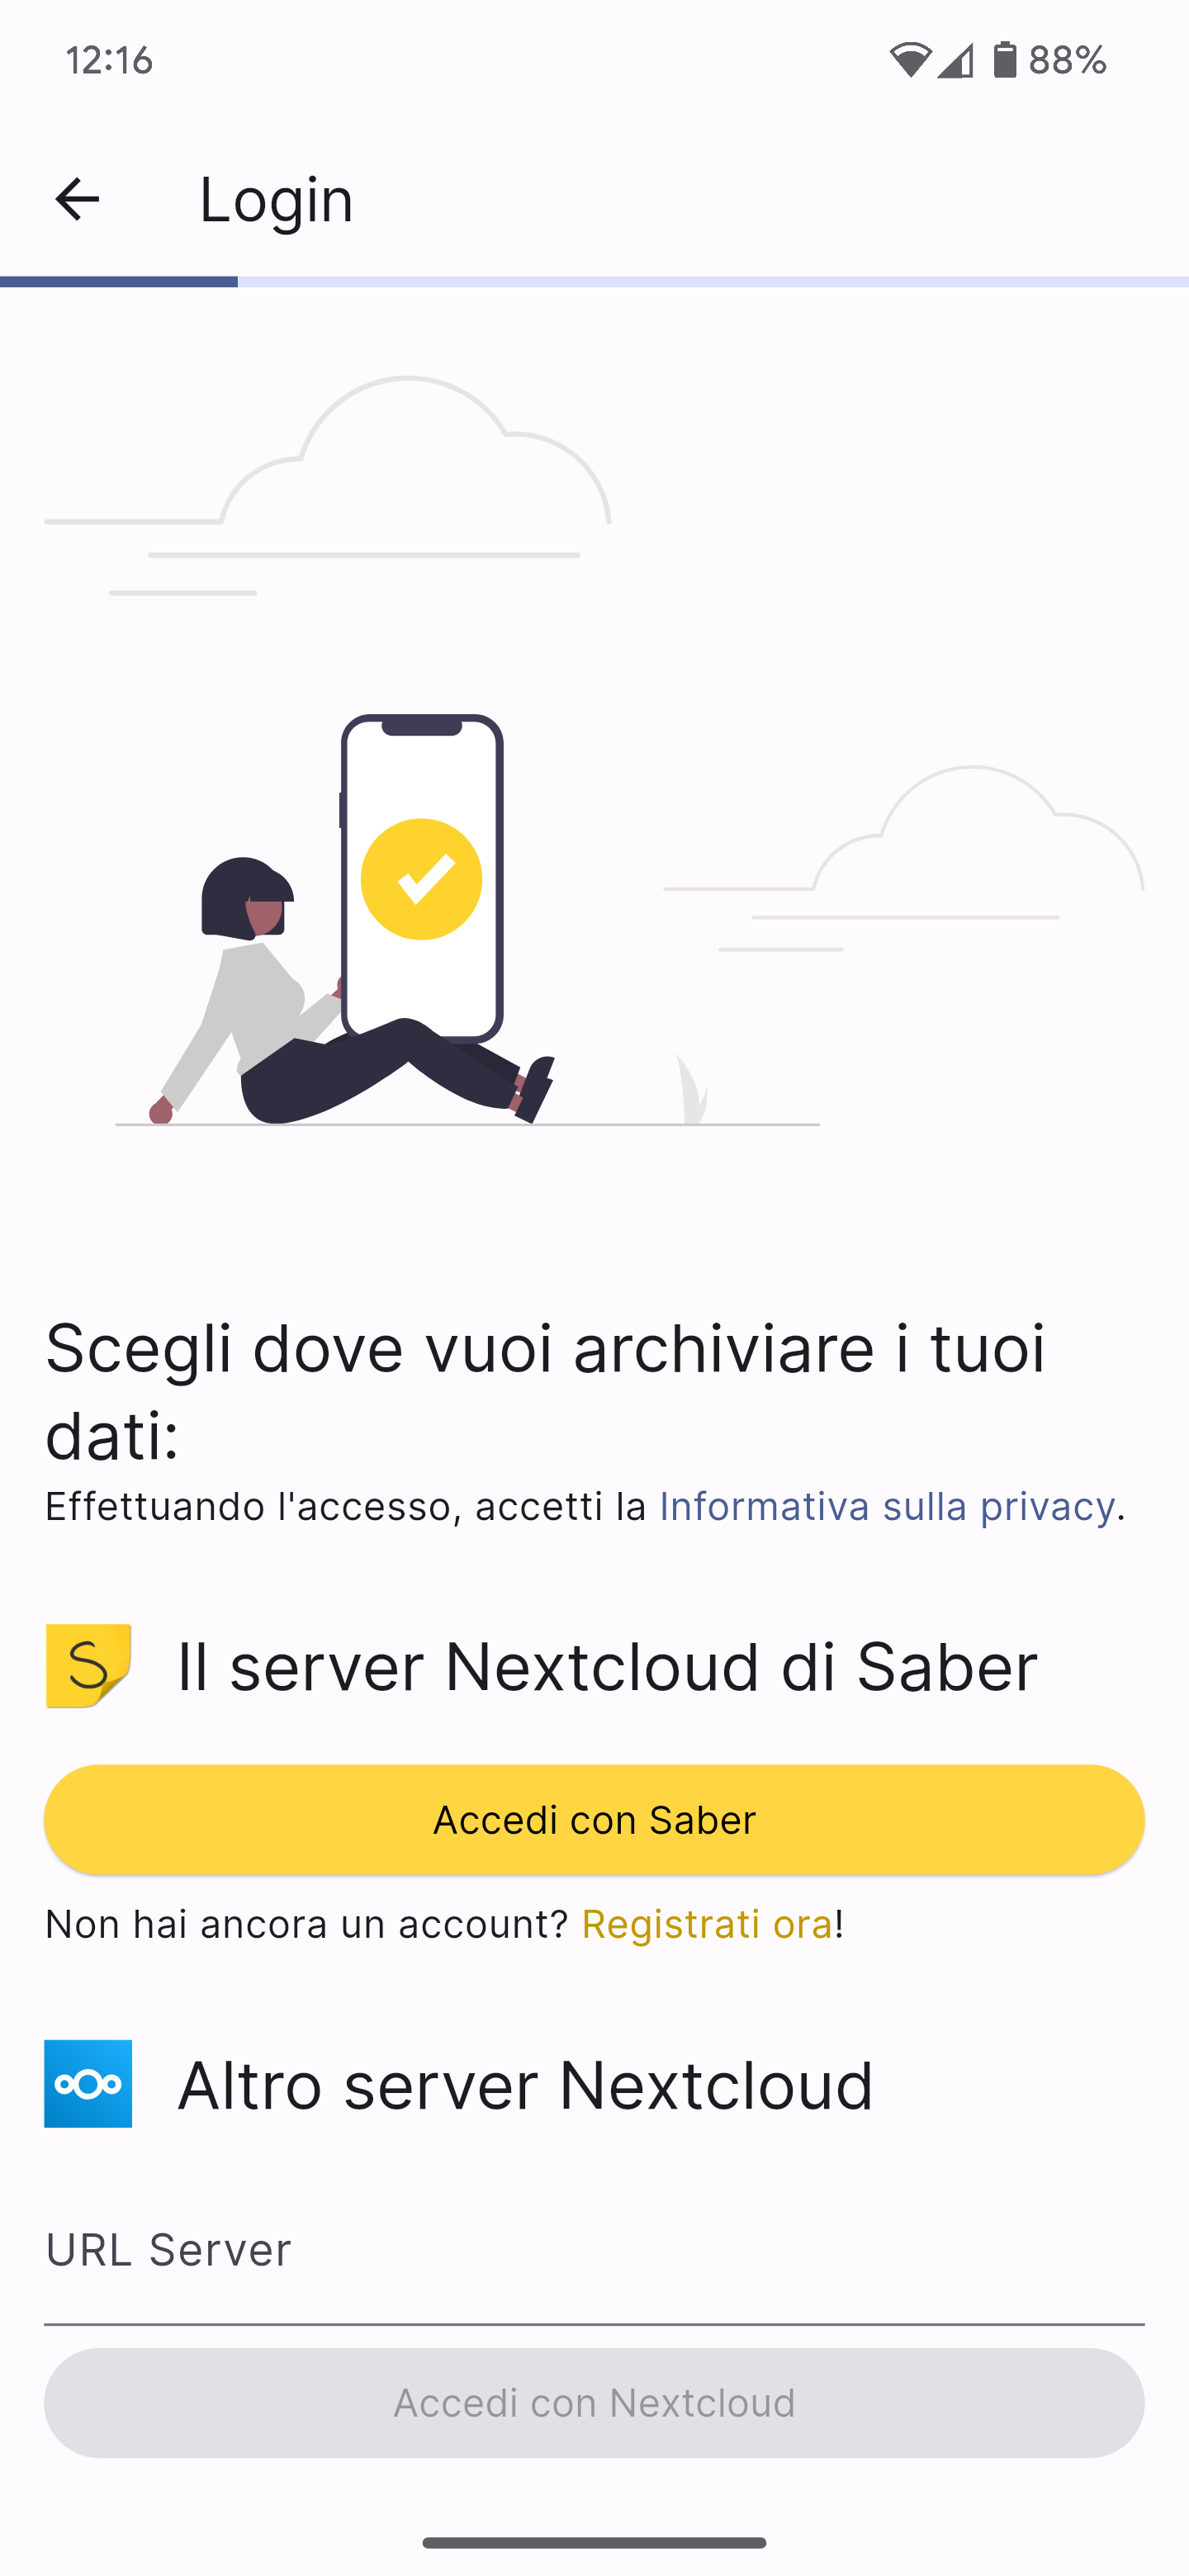 12:16
88%
Login
Scegli dove vuoi archiviare i tuoi
dati:
Effettuando l'accesso, accetti la Informativa sulla privacy.
S
Il server Nextcloud di Saber
Accedi con Saber
Non hai ancora un account? Registrati ora!
Altro server Nextcloud
URL Server
Accedi con Nextcloud